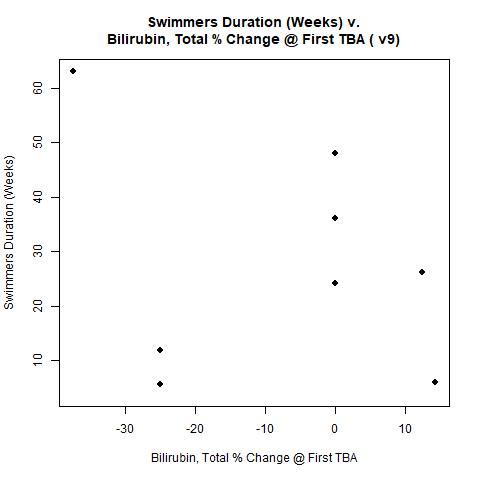 Swimmers Duration (Weeks) v.
Bilirubin, Total % Change @ First TBA ( v9)
Swimmers Duration (Weeks)
60
50
40
30
20
10
-30
-20
-10
0
10
Bilirubin, Total % Change @ First TBA